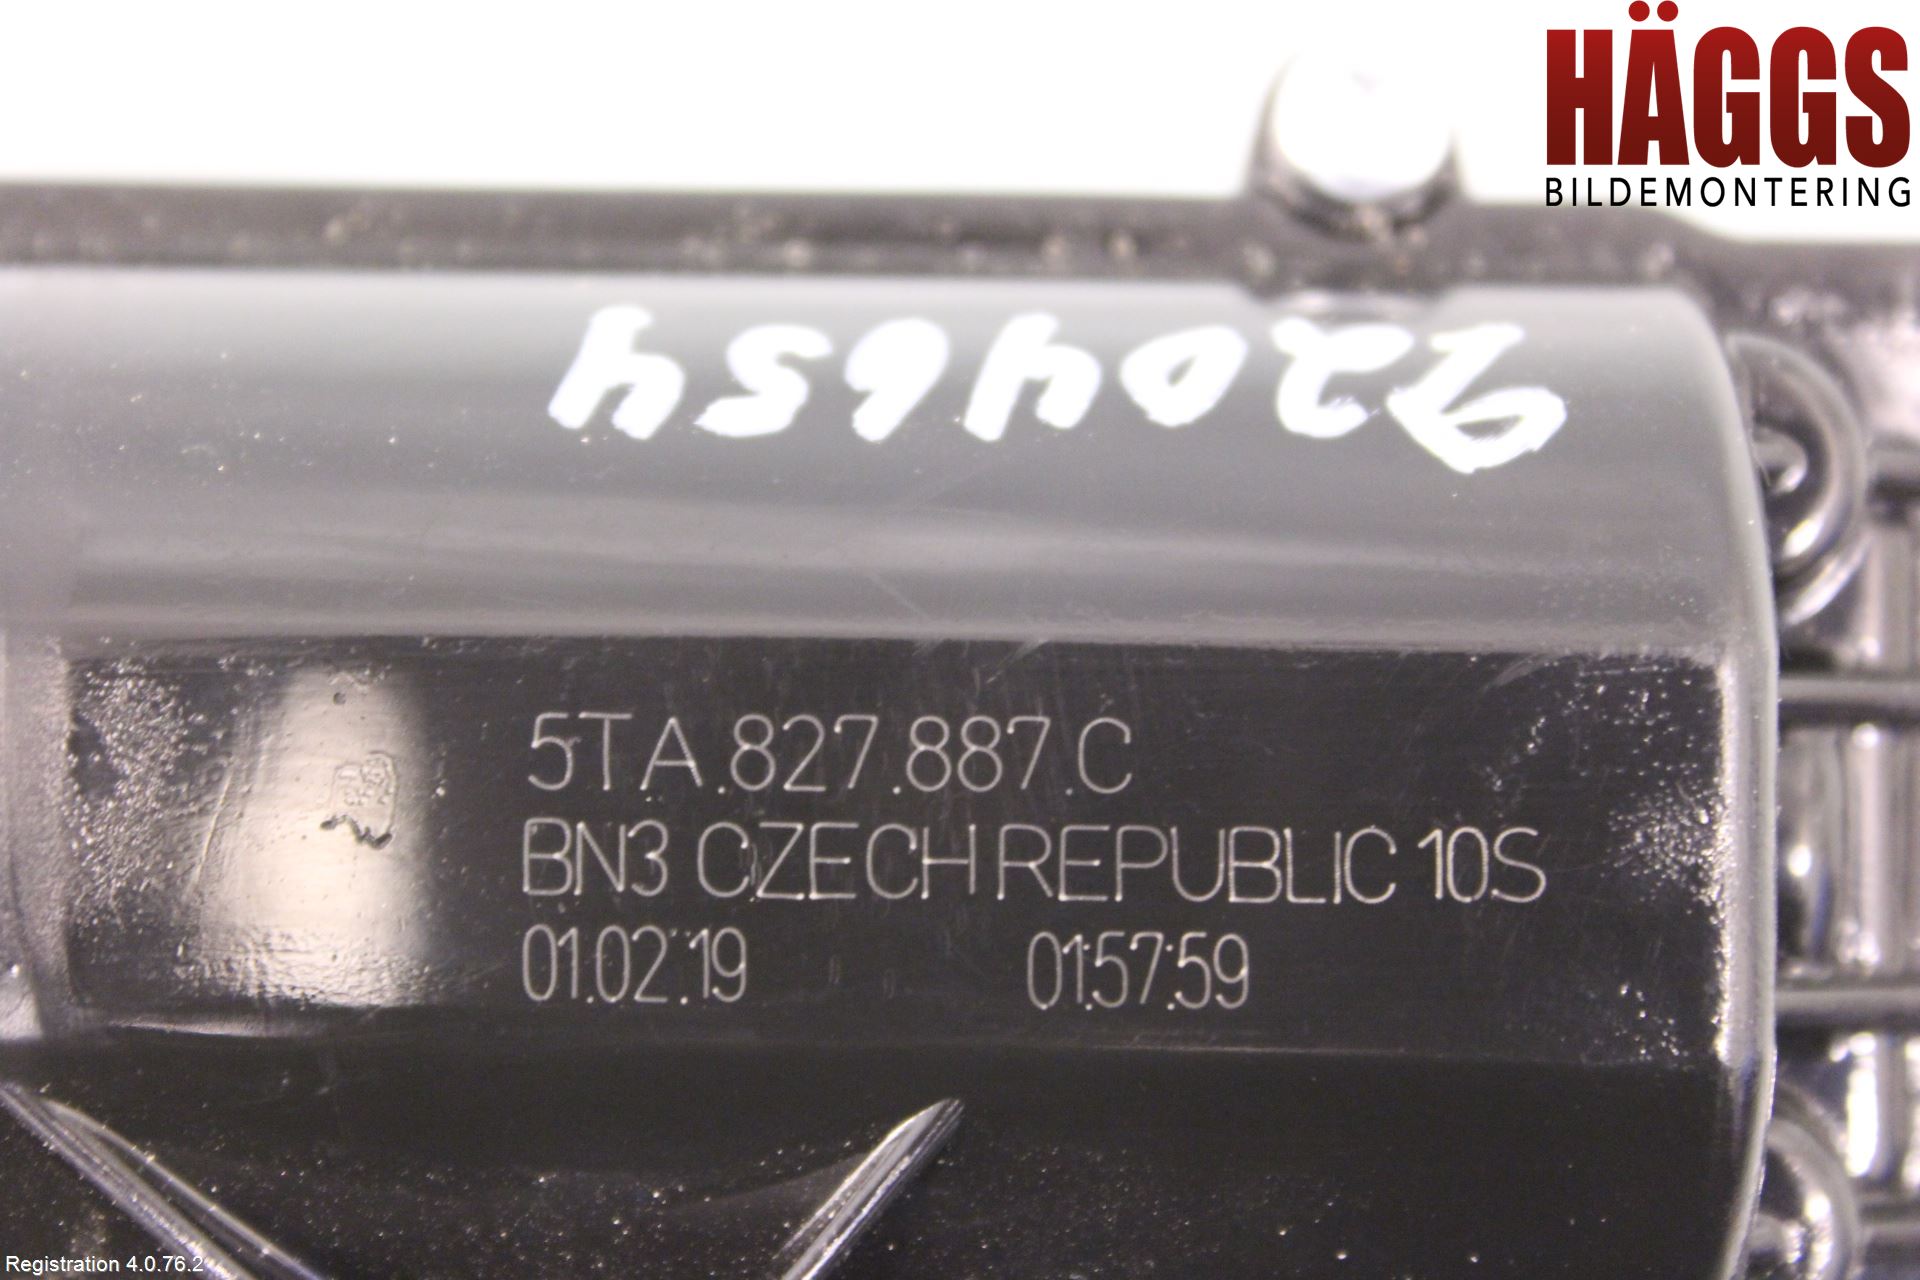 HÄGGS
BILDEMONTERING
9204654
5TA.827.887.C
BN3 CZECH REPUBLIC 10S
01.02.19 01:57:59
Registration 4.0.76.2